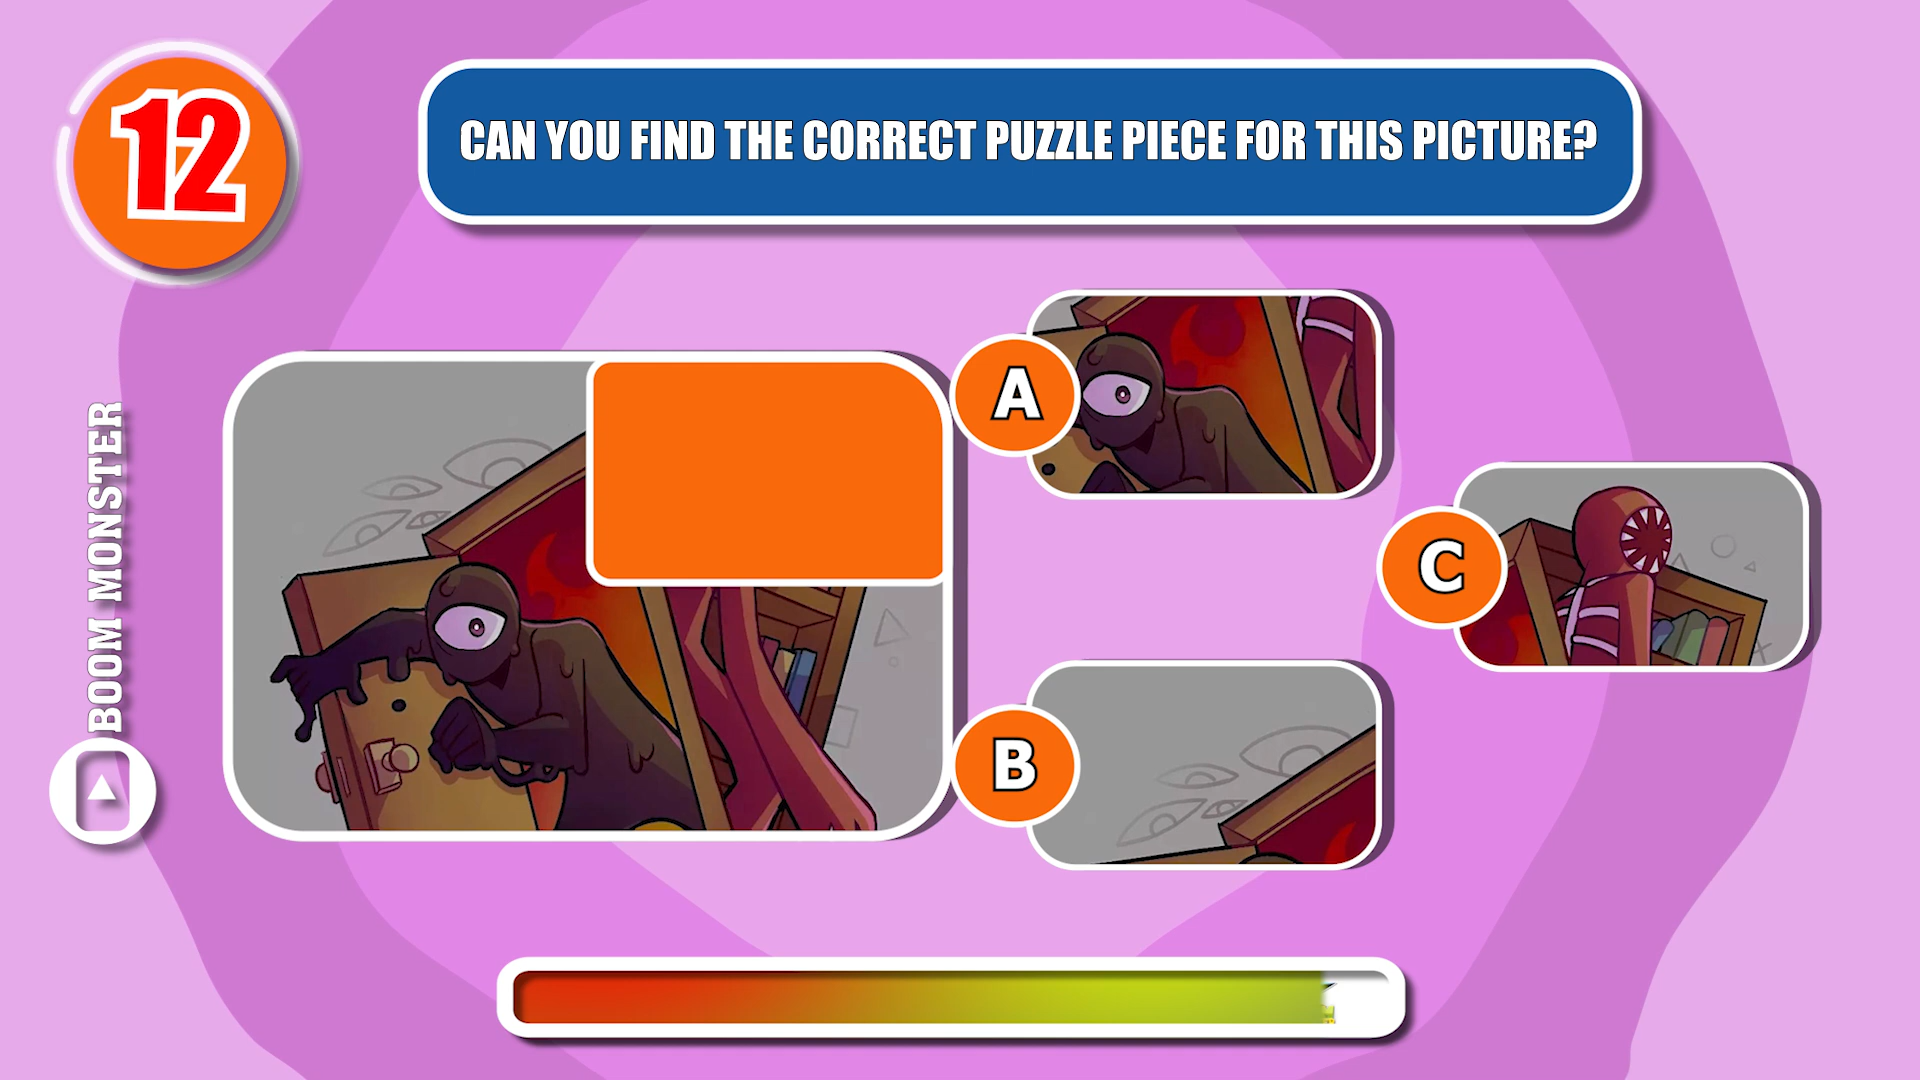 12
CAN YOU FIND THE CORRECT PUZZLE PIECE FOR THIS PICTURE?
A
C
B
BOOM MONSTER